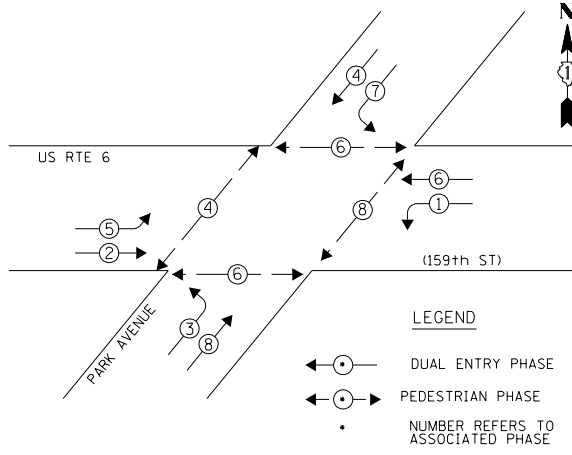 N
1
4
7
6
US RTE 6
6
4
8
1
5
2
(159th ST)
6
3
8
PARK AVENUE
LEGEND
* DUAL ENTRY PHASE
* PEDESTRIAN PHASE
* NUMBER REFERS TO
ASSOCIATED PHASE